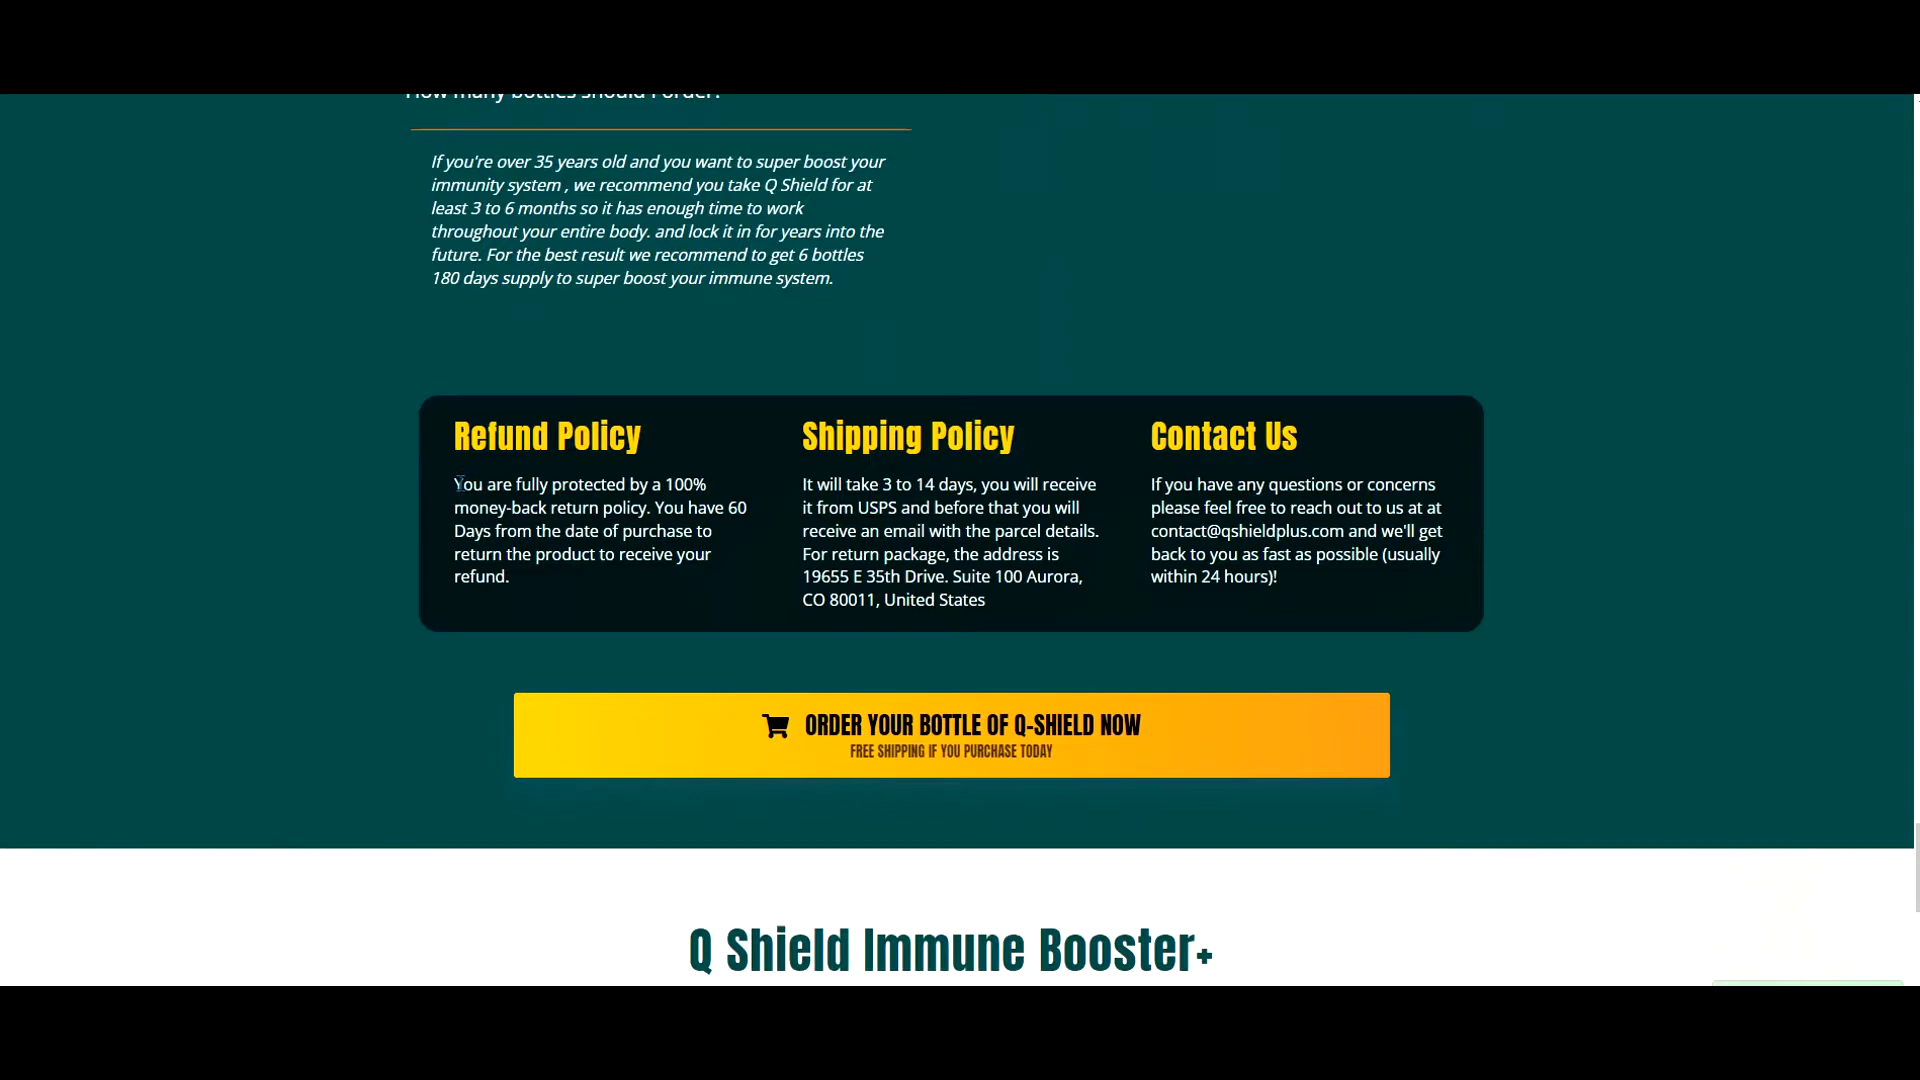 How many bottles should I order?
If you're over 35 years old and you want to super boost your
immunity system , we recommend you take Q Shield for at
least 3 to 6 months so it has enough time to work
throughout your entire body. and lock it in for years into the
future. For the best result we recommend to get 6 bottles
180 days supply to super boost your immune system.
Refund Policy
You are fully protected by a 100%
money-back return policy. You have 60
Days from the date of purchase to
return the product to receive your
refund.
Shipping Policy
It will take 3 to 14 days, you will receive
it from USPS and before that you will
receive an email with the parcel details.
For return package, the address is
19655 E 35th Drive. Suite 100 Aurora,
CO 80011, United States
Contact Us
If you have any questions or concerns
please feel free to reach out to us at at
contact@qshieldplus.com and we'll get
back to you as fast as possible (usually
within 24 hours)!
ORDER YOUR BOTTLE OF Q-SHIELD NOW
FREE SHIPPING IF YOU PURCHASE TODAY
Q Shield Immune Booster+